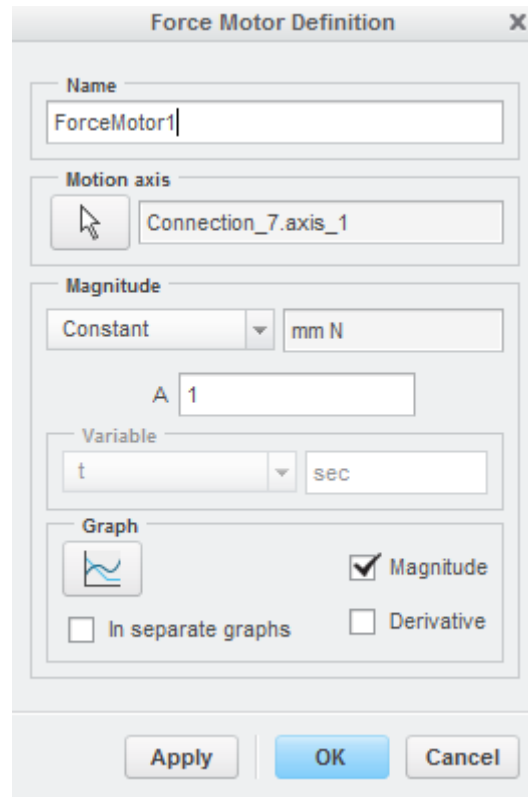 Force Motor Definition X
Name
ForceMotor1
Motion axis
Connection_7.axis_1
Magnitude
Constant mm N
A 1
Variable
t sec
Graph
Magnitude
In separate graphs Derivative
Apply OK Cancel